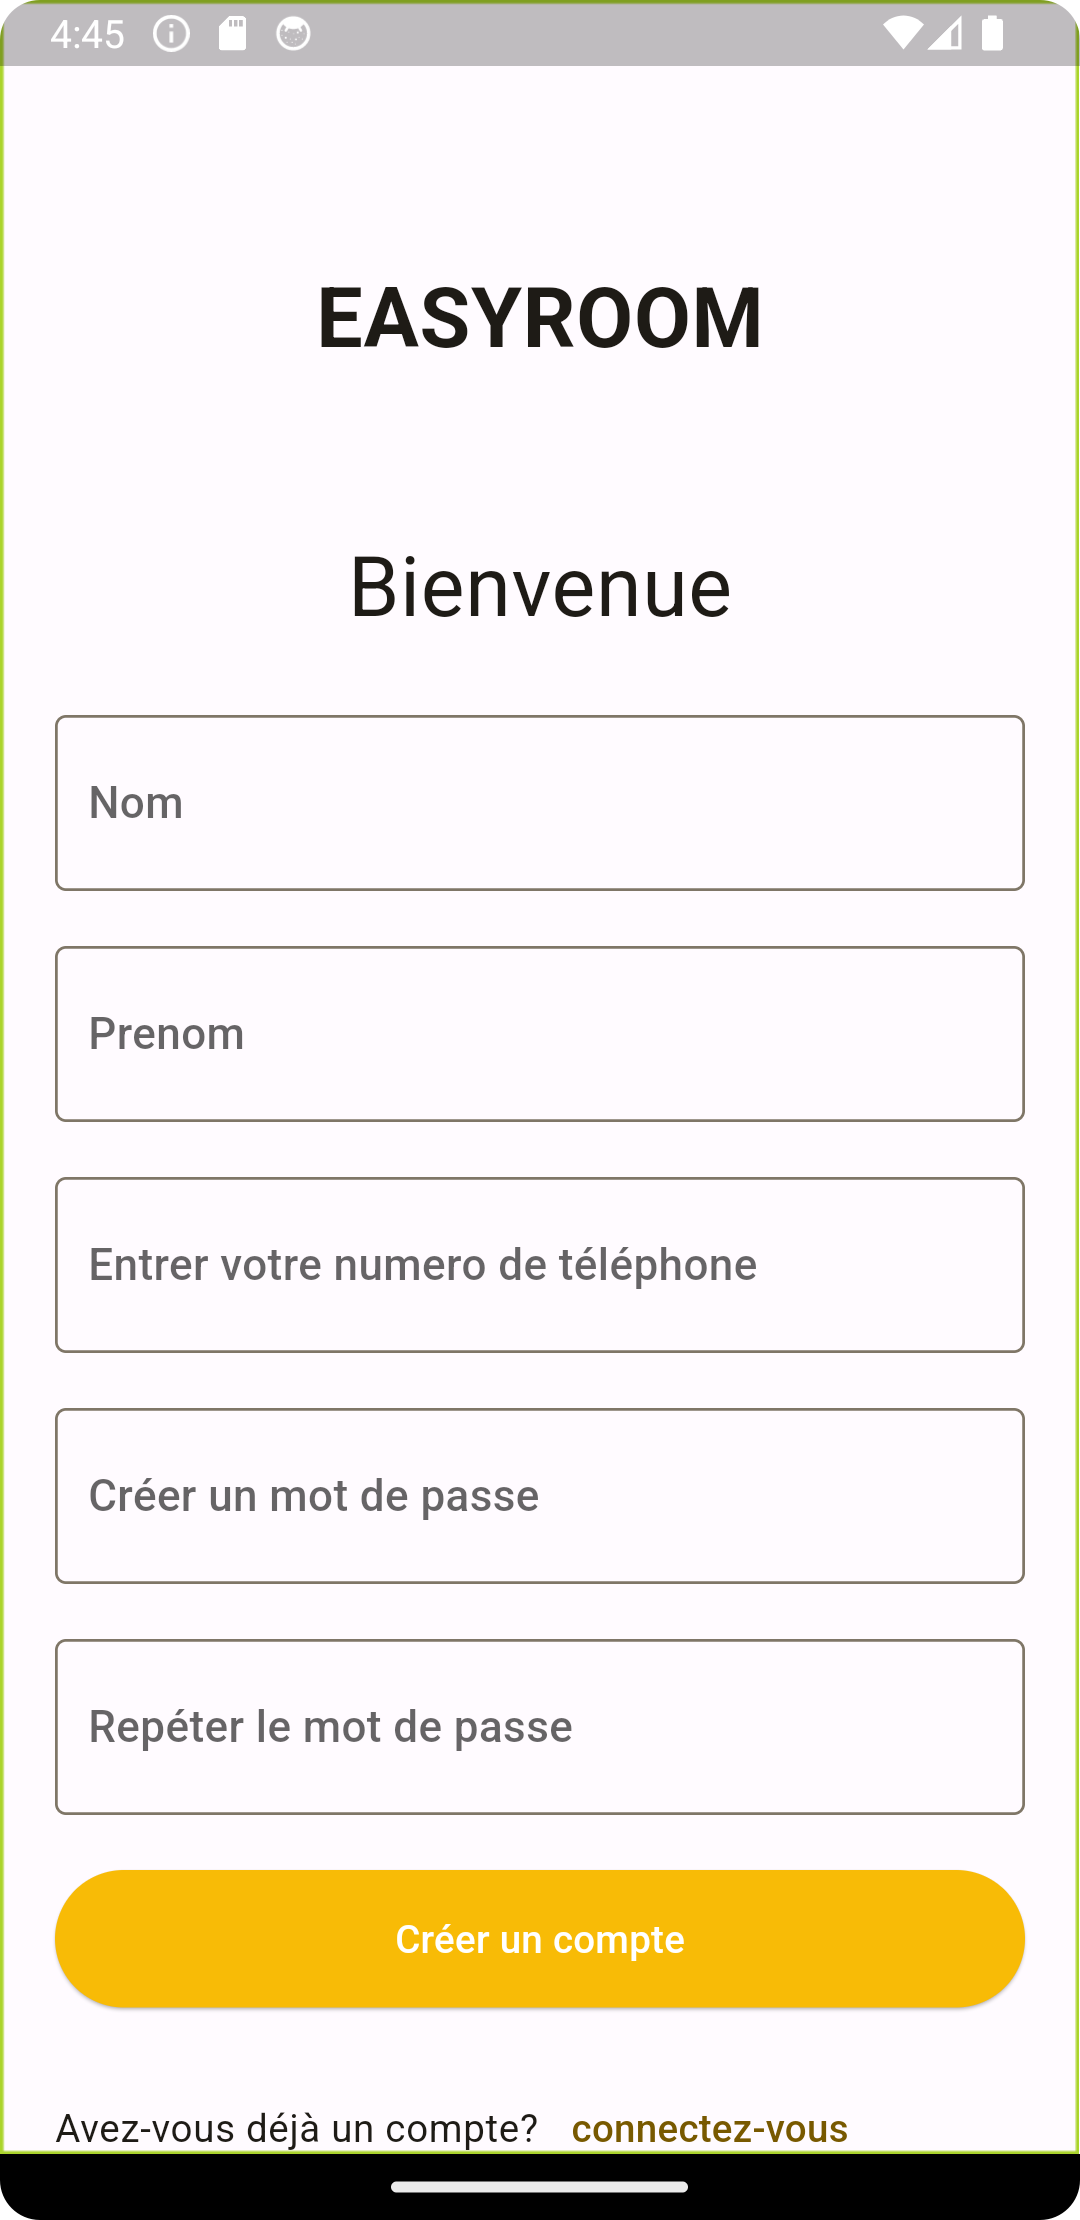 4:45
EASYROOM
Bienvenue
Nom
Prenom
Entrer votre numero de téléphone
Créer un mot de passe
Repéter le mot de passe
Créer un compte
Avez-vous déjà un compte? connectez-vous